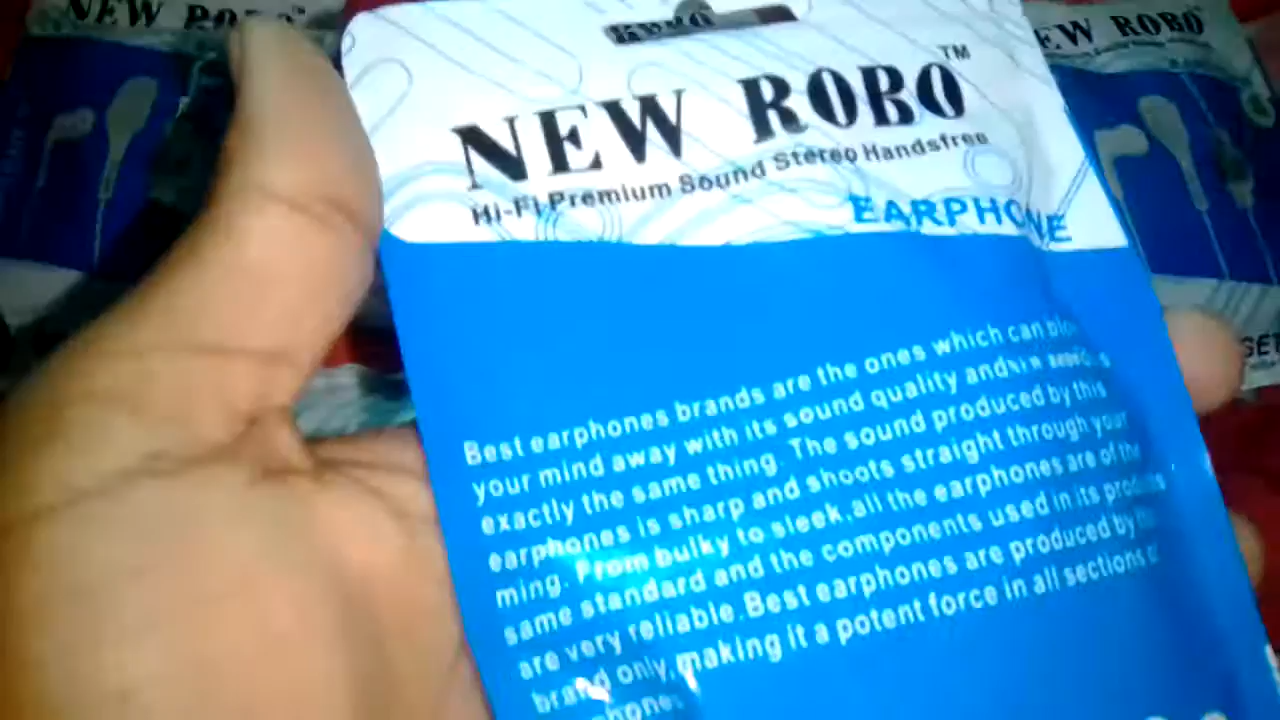 NEW ROBO
NEW ROBO™
Hi-Fi Premium Sound Stereo Handsfree
EARPHONE
EW ROBO
Best earphones brands are the ones which can
your mind away with its sound quality and
exactly the same thing. The sound produced by this
earphones is sharp and shoots straight through your
ming. From bulky to sleek,all the earphones are of the
same standard and the components used in its
are very reliable.Best earphones are produced by
brand only,making it a potent force in all sections
phone